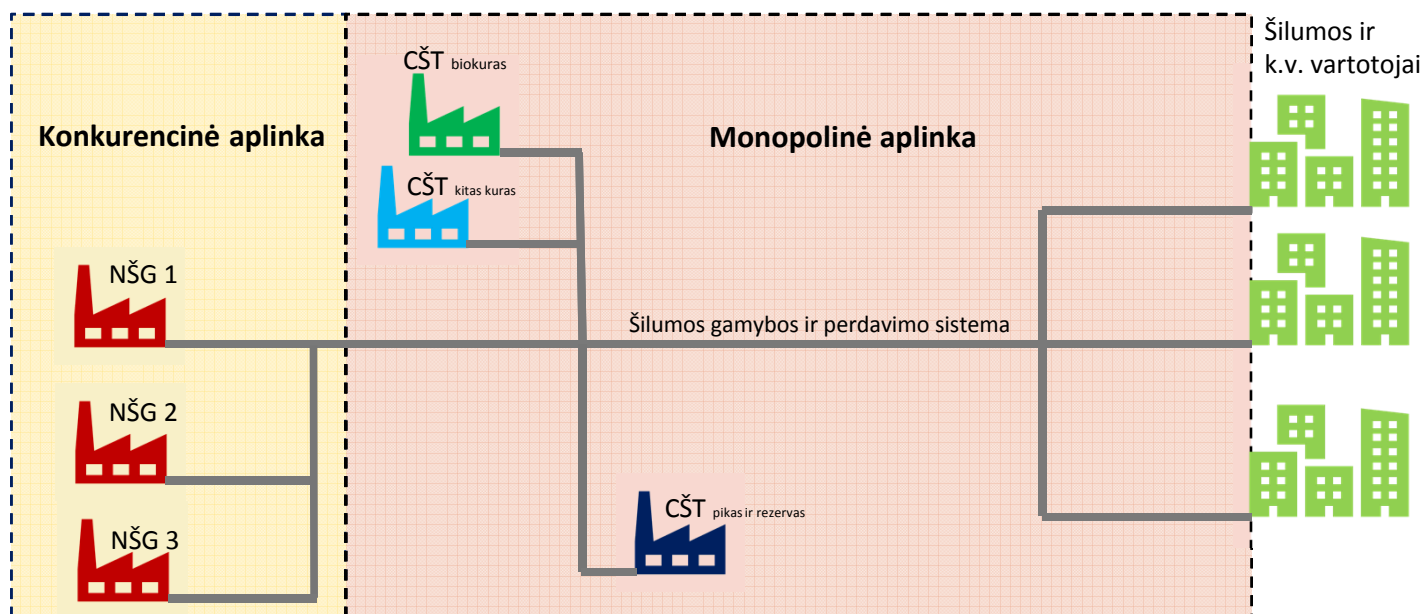 Šilumos ir
k.v. vartotojai
CŠT biokuras
Konkurencinė aplinka
Monopolinė aplinka
CŠT kitas kuras
NŠG 1
Šilumos gamybos ir perdavimo sistema
NŠG 2
CŠT pikas ir rezervas
NŠG 3